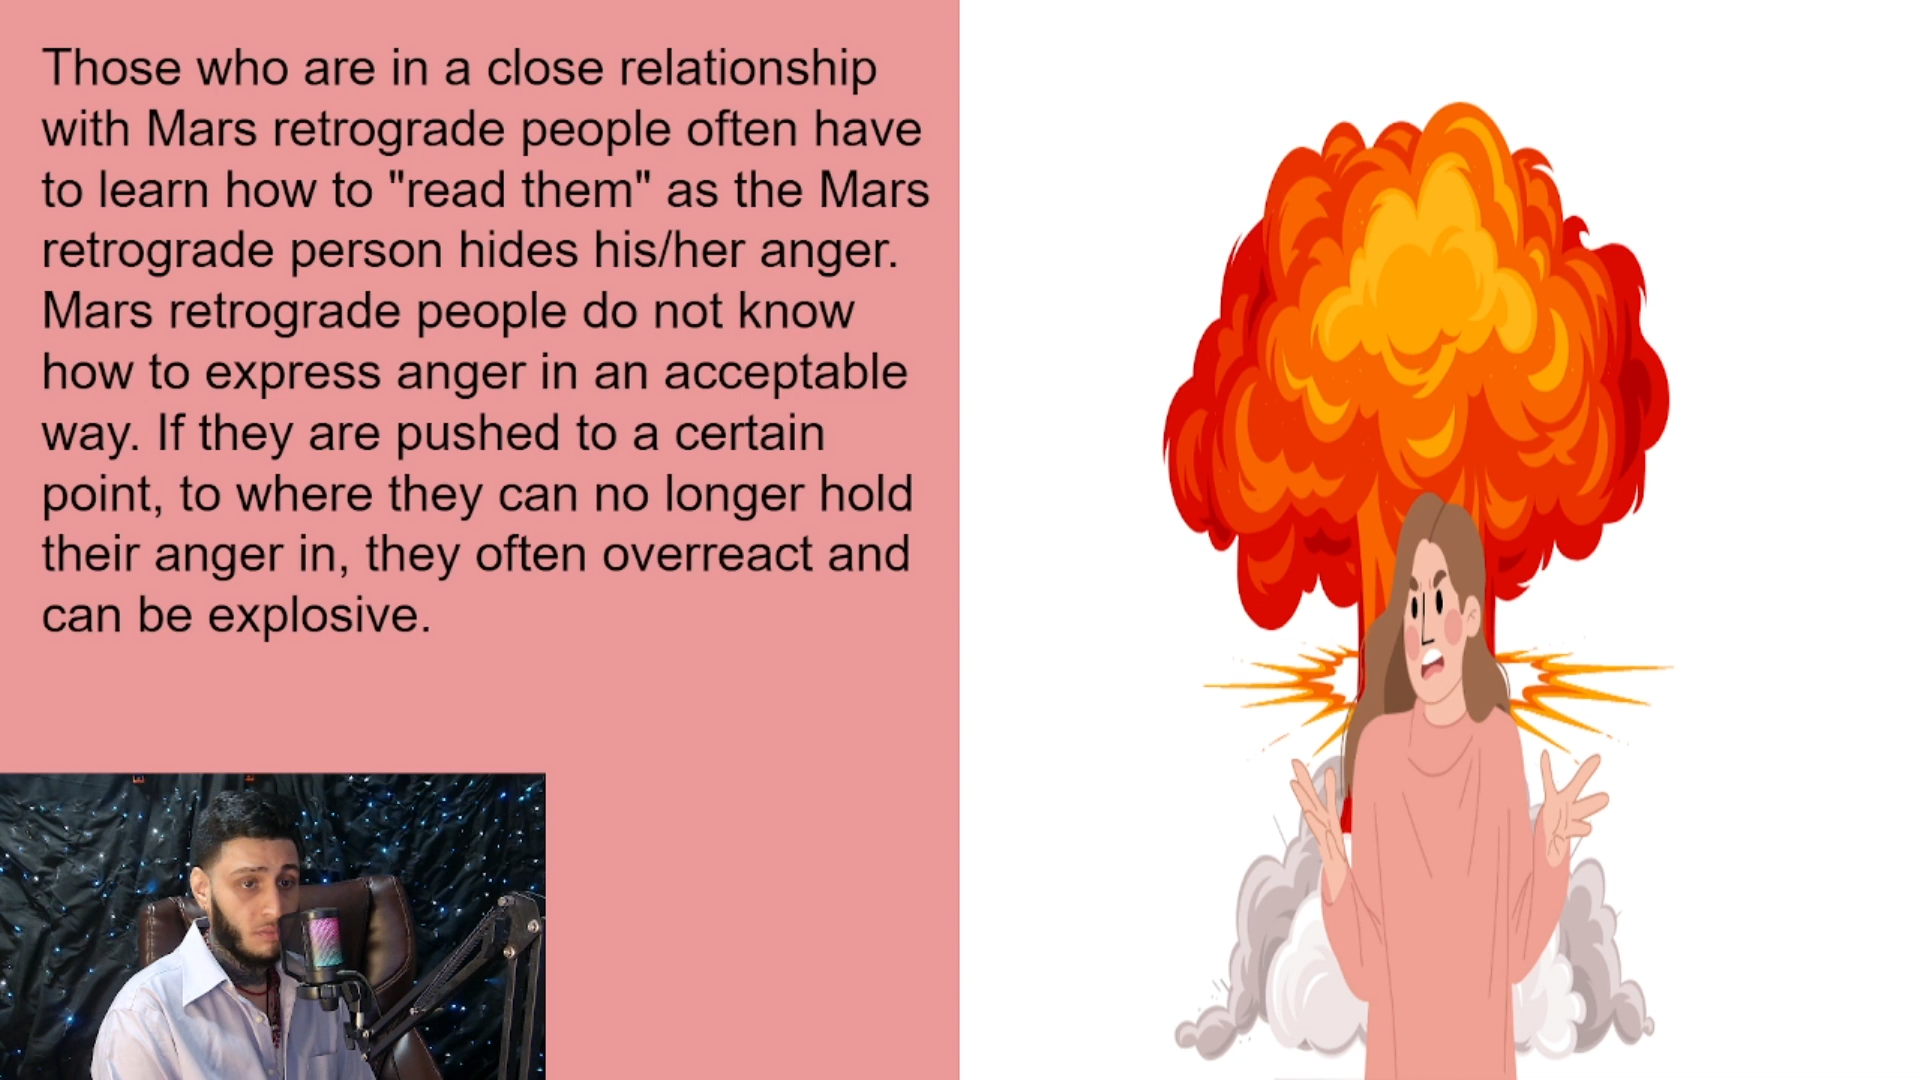 Those who are in a close relationship
with Mars retrograde people often have
to learn how to "read them" as the Mars
retrograde person hides his/her anger.
Mars retrograde people do not know
how to express anger in an acceptable
way. If they are pushed to a certain
point, to where they can no longer hold
their anger in, they often overreact and
can be explosive.